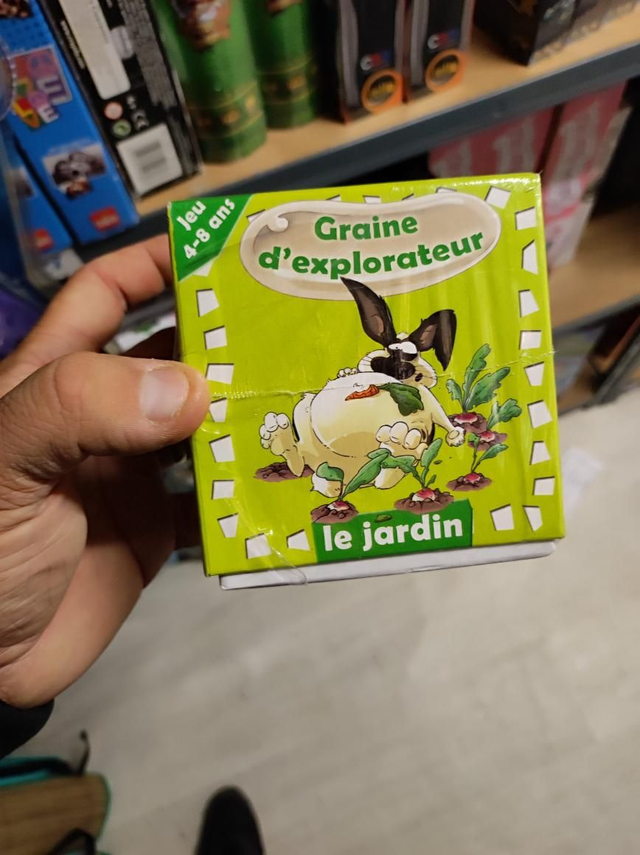 Jeu
4-8 ans
Graine
d'explorateur
le jardin